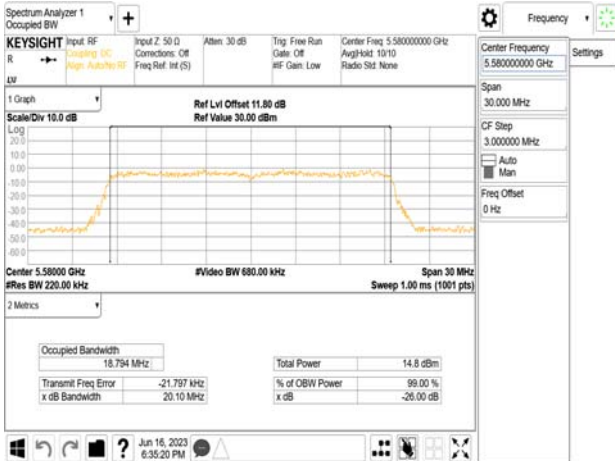 Spectrum Analyzer 1
Occupied BW
+
Frequency
KEYSIGHT
R
LVI
Input: RF
Coupling: DC
Align: Auto/No RF
Input Z: 50 Ω
Corrections: Off
Freq Ref: Int (S)
Atten: 30 dB
Trig: Free Run
Gate: Off
#IF Gain: Low
Center Freq: 5.580000000 GHz
Avg|Hold: 10/10
Radio Std: None
Center Frequency
5.580000000 GHz
Settings
Span
30.000 MHz
CF Step
3.000000 MHz
Auto
Man
Freq Offset
0 Hz
1 Graph
Scale/Div 10.0 dB
Ref Lvl Offset 11.80 dB
Ref Value 30.00 dBm
Log
20.0
10.0
0.00
-10.0
-20.0
-30.0
-40.0
-50.0
-60.0
Center 5.58000 GHz
#Res BW 220.00 kHz
#Video BW 680.00 kHz
Span 30 MHz
Sweep 1.00 ms (1001 pts)
2 Metrics
Occupied Bandwidth
18.794 MHz
Transmit Freq Error -21.797 kHz
x dB Bandwidth 20.10 MHz
Total Power 14.8 dBm
% of OBW Power 99.00 %
x dB -26.00 dB
?
Jun 16, 2023
6:35:20 PM